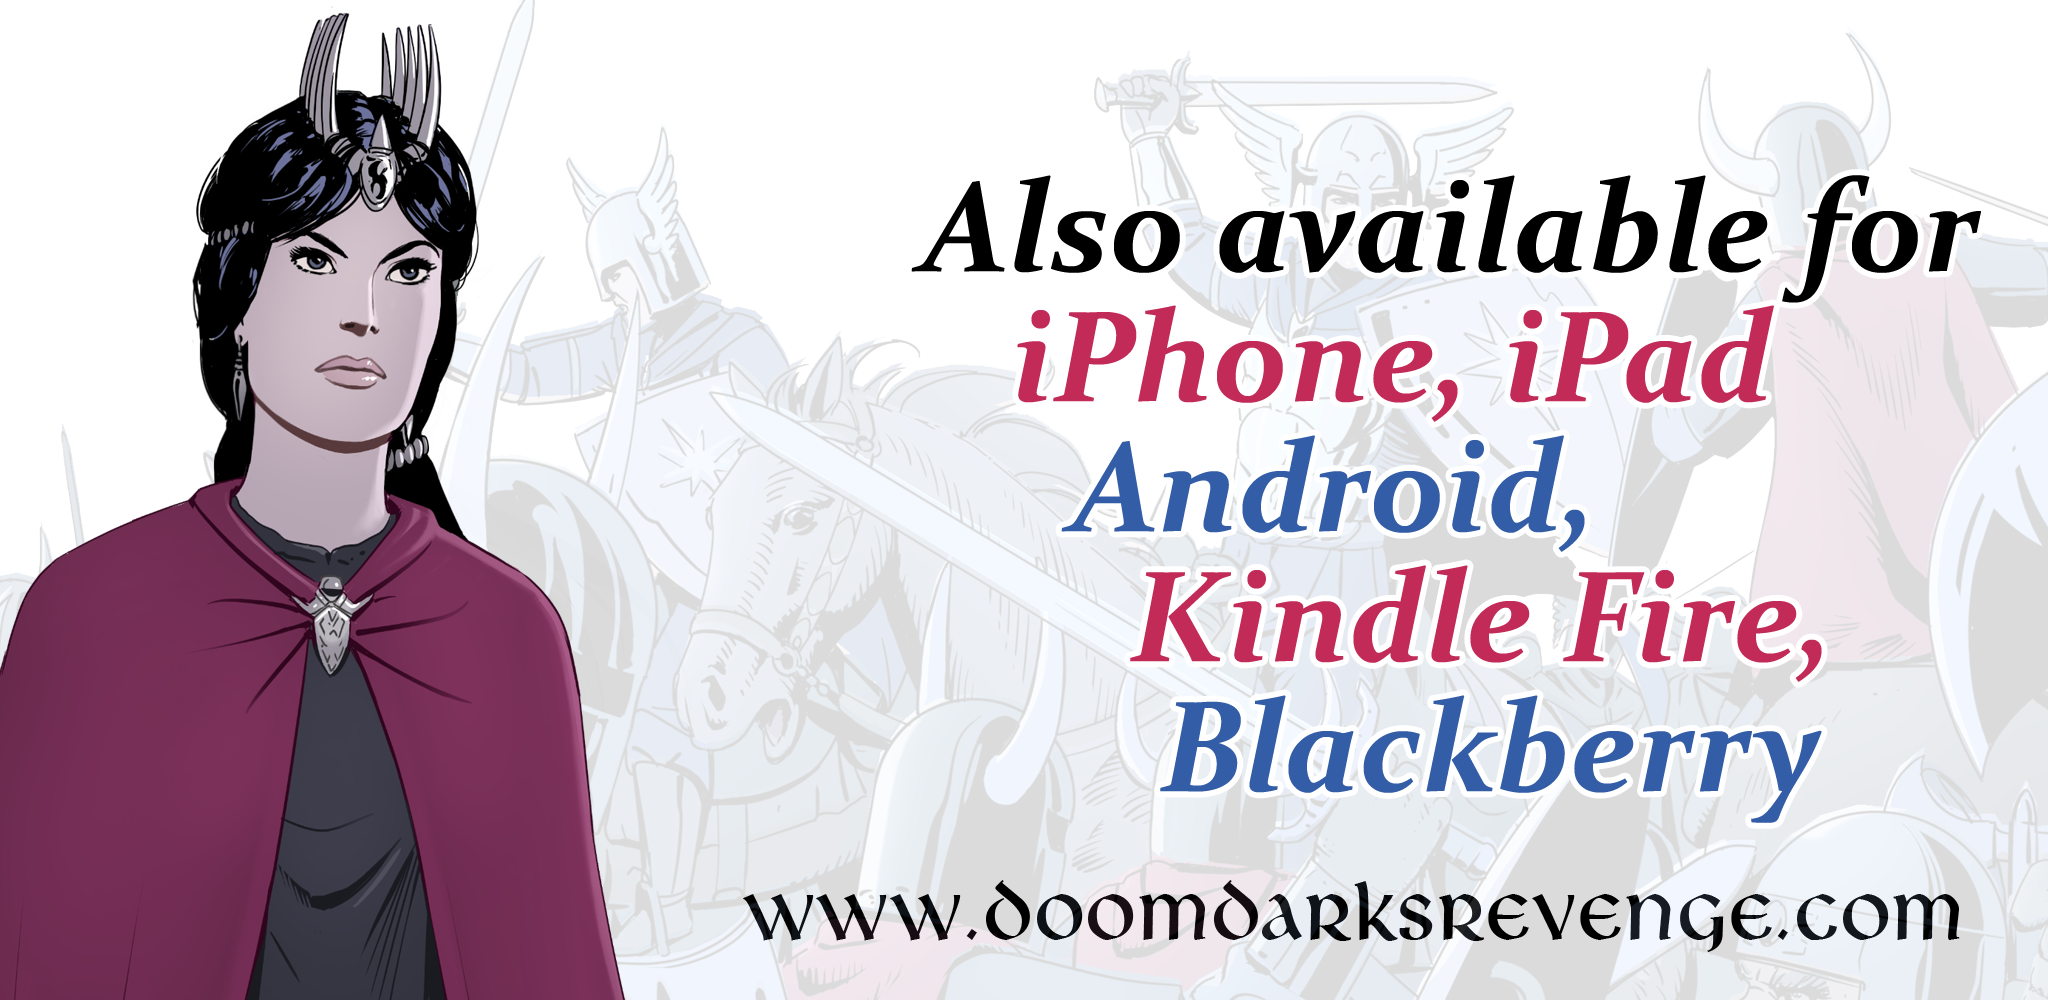 Also available for
iPhone, iPad
Android,
Kindle Fire,
Blackberry
www.doomdarksrevenge.com